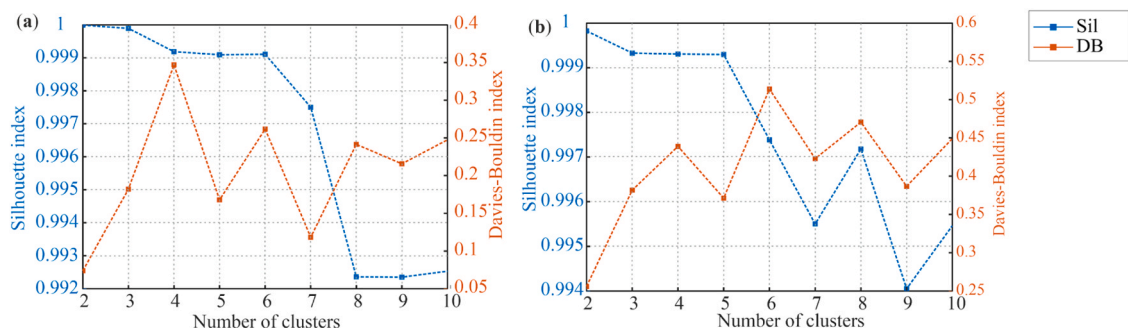 (a)
1
0.999
0.998
0.997
0.996
0.995
0.994
0.993
0.992
Silhouette index
0.4
0.35
0.3
0.25
0.2
0.15
0.1
0.05
Davies-Bouldin index
2 3 4 5 6 7 8 9 10
Number of clusters
(b)
1
0.999
0.998
0.997
0.996
0.995
0.994
Silhouette index
0.6
0.55
0.5
0.45
0.4
0.35
0.3
0.25
Davies-Bouldin index
2 3 4 5 6 7 8 9 10
Number of clusters
Sil
DB